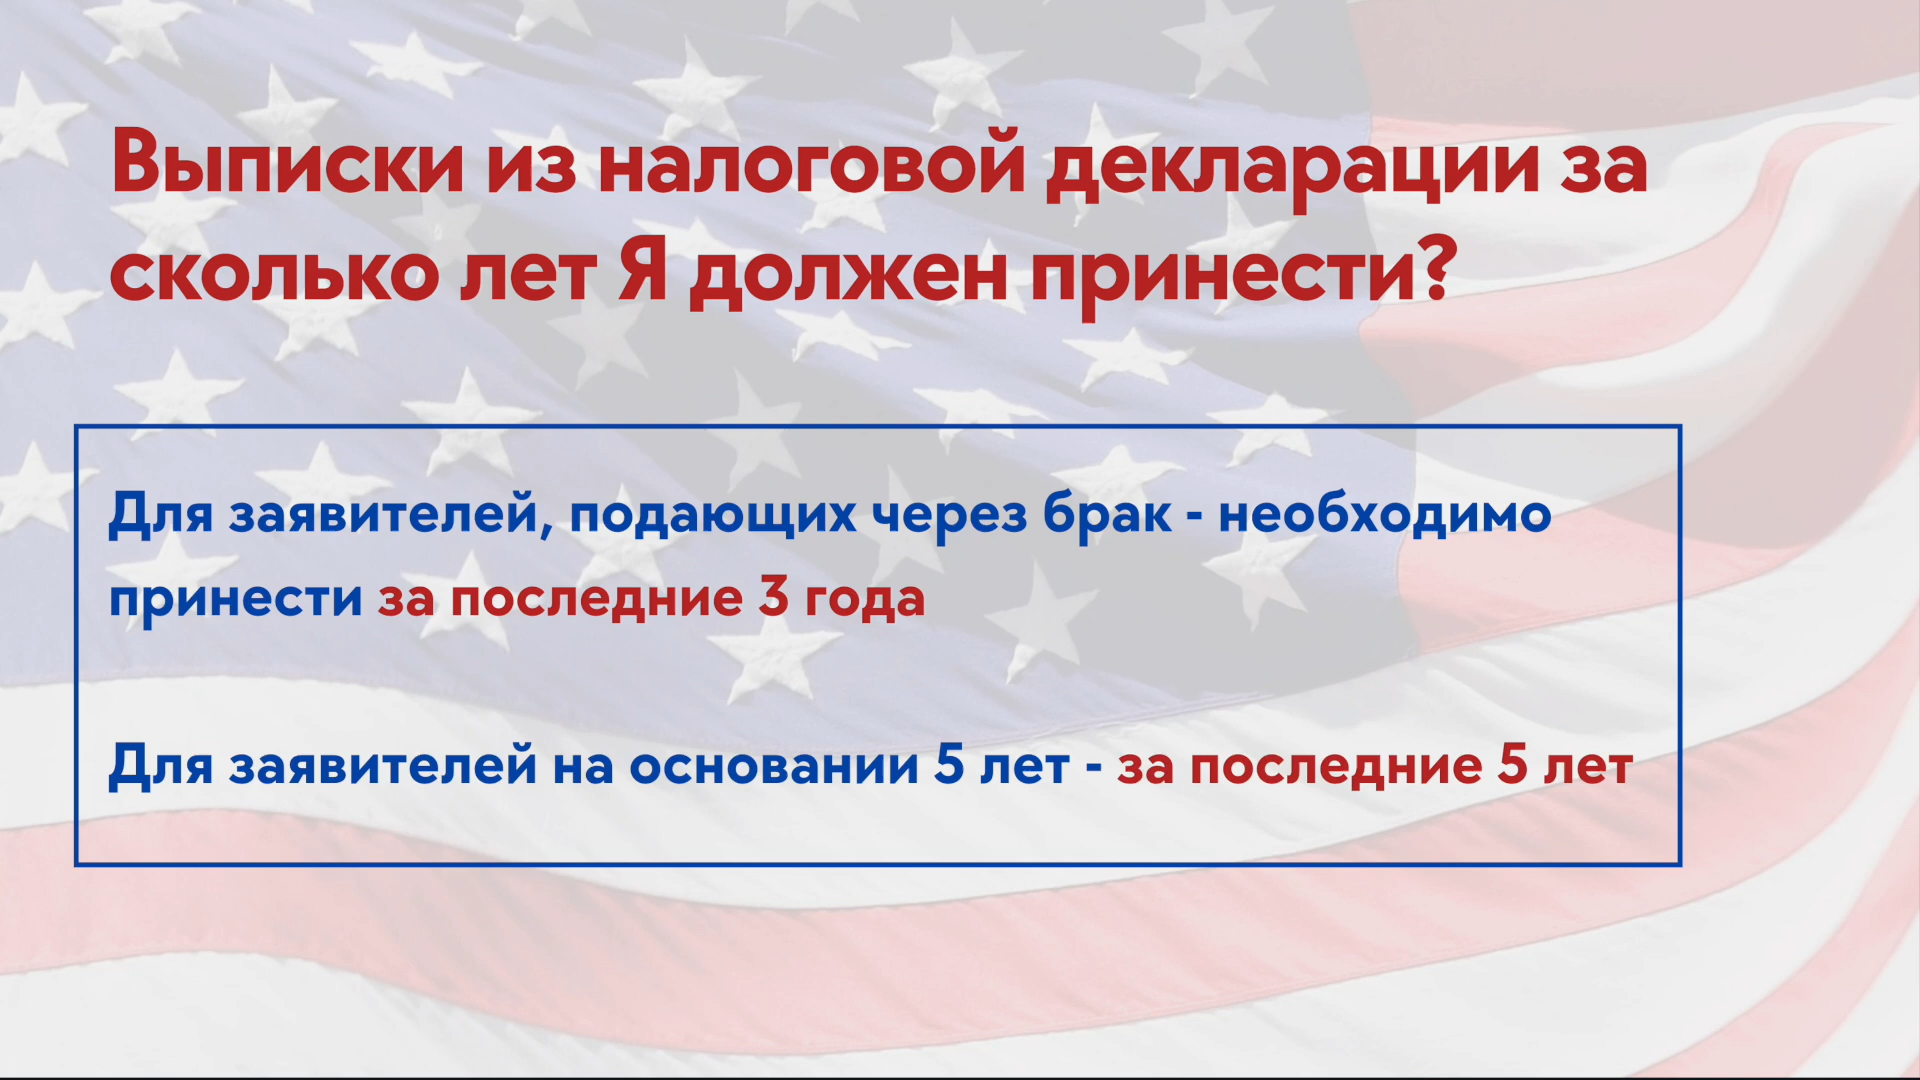 Выписки из налоговой декларации за
сколько лет Я должен принести?
Для заявителей, подающих через брак - необходимо
принести за последние 3 года
Для заявителей на основании 5 лет - за последние 5 лет